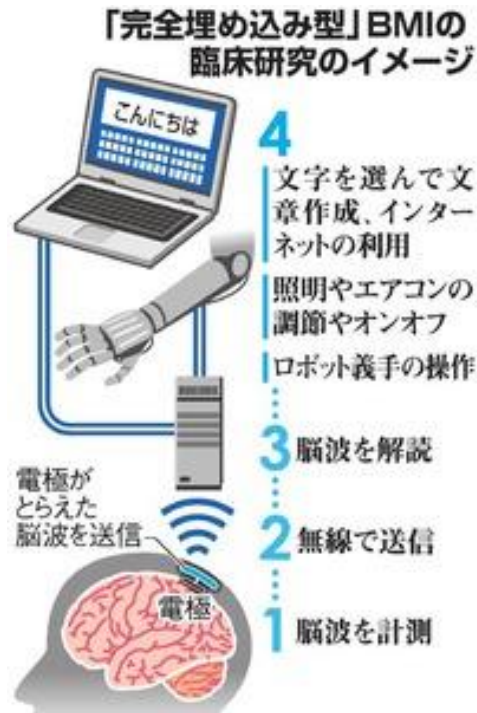 「完全埋め込み型」BMIの
臨床研究のイメージ
こんにちは
4
文字を選んで文
章作成、インター
ネットの利用
照明やエアコンの
調節やオンオフ
ロボット義手の操作
3 脳波を解読
電極が
とらえた
脳波を送信
2 無線で送信
電極
1 脳波を計測